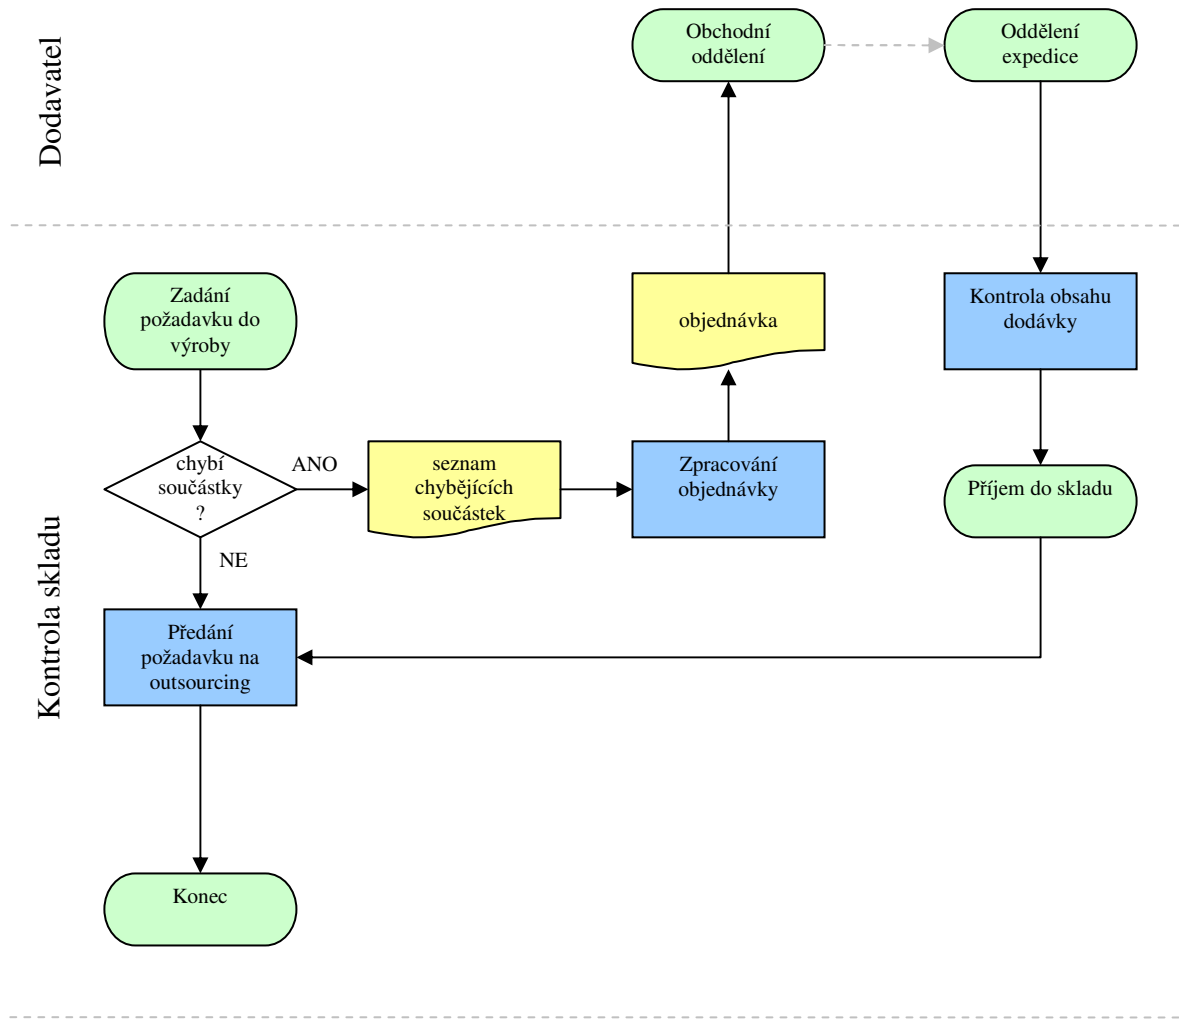 Dodavatel
Obchodní
oddělení
Oddělení
expedice
Kontrola skladu
Zadání
požadavku do
výroby
objednávka
Kontrola obsahu
dodávky
chybí
součástky
?
ANO
seznam
chybějících
součástek
Zpracování
objednávky
Příjem do skladu
NE
Předání
požadavku na
outsourcing
Konec